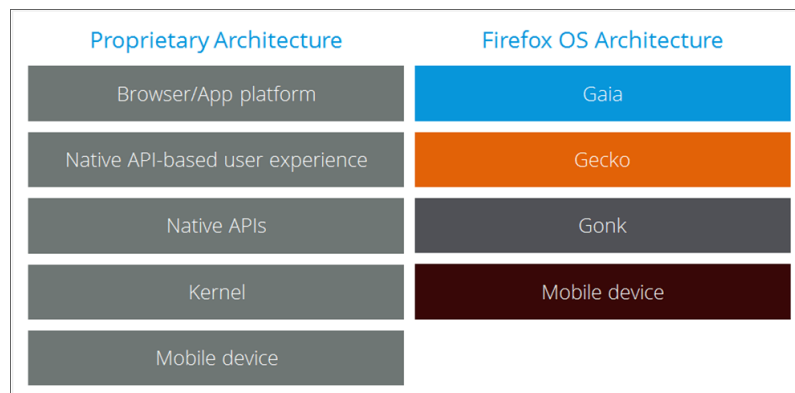 Proprietary Architecture
Firefox OS Architecture
Browser/App platform
Gaia
Native API-based user experience
Gecko
Native APIs
Gonk
Kernel
Mobile device
Mobile device